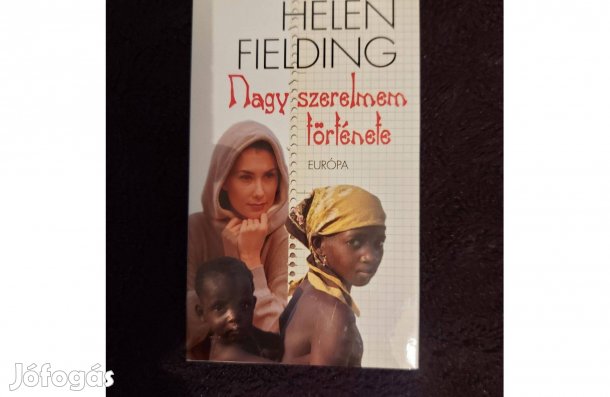 HELEN
FIELDING
Nagy szerelmem
története
EURÓPA
Jófogás